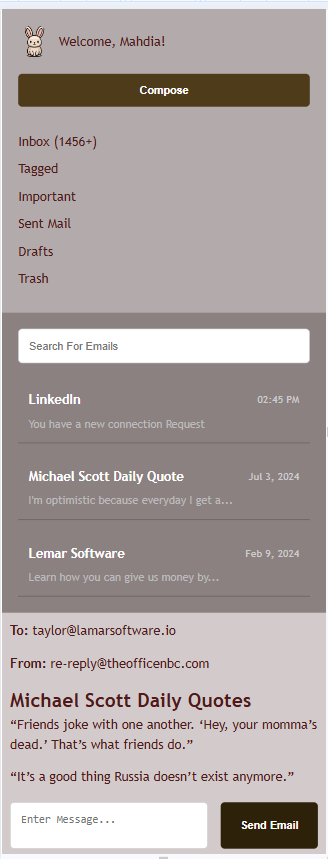 Welcome, Mahdia!
Compose
Inbox (1456+)
Tagged
Important
Sent Mail
Drafts
Trash
Search For Emails
LinkedIn 02:45 PM
You have a new connection Request
Michael Scott Daily Quote Jul 3, 2024
I'm optimistic because everyday I get a...
Lemar Software Feb 9, 2024
Learn how you can give us money by...
To: taylor@lamarsoftware.io
From: re-reply@theofficenbc.com
Michael Scott Daily Quotes
“Friends joke with one another. ‘Hey, your momma’s
dead.’ That’s what friends do.”
“It’s a good thing Russia doesn’t exist anymore.”
Enter Message...
Send Email